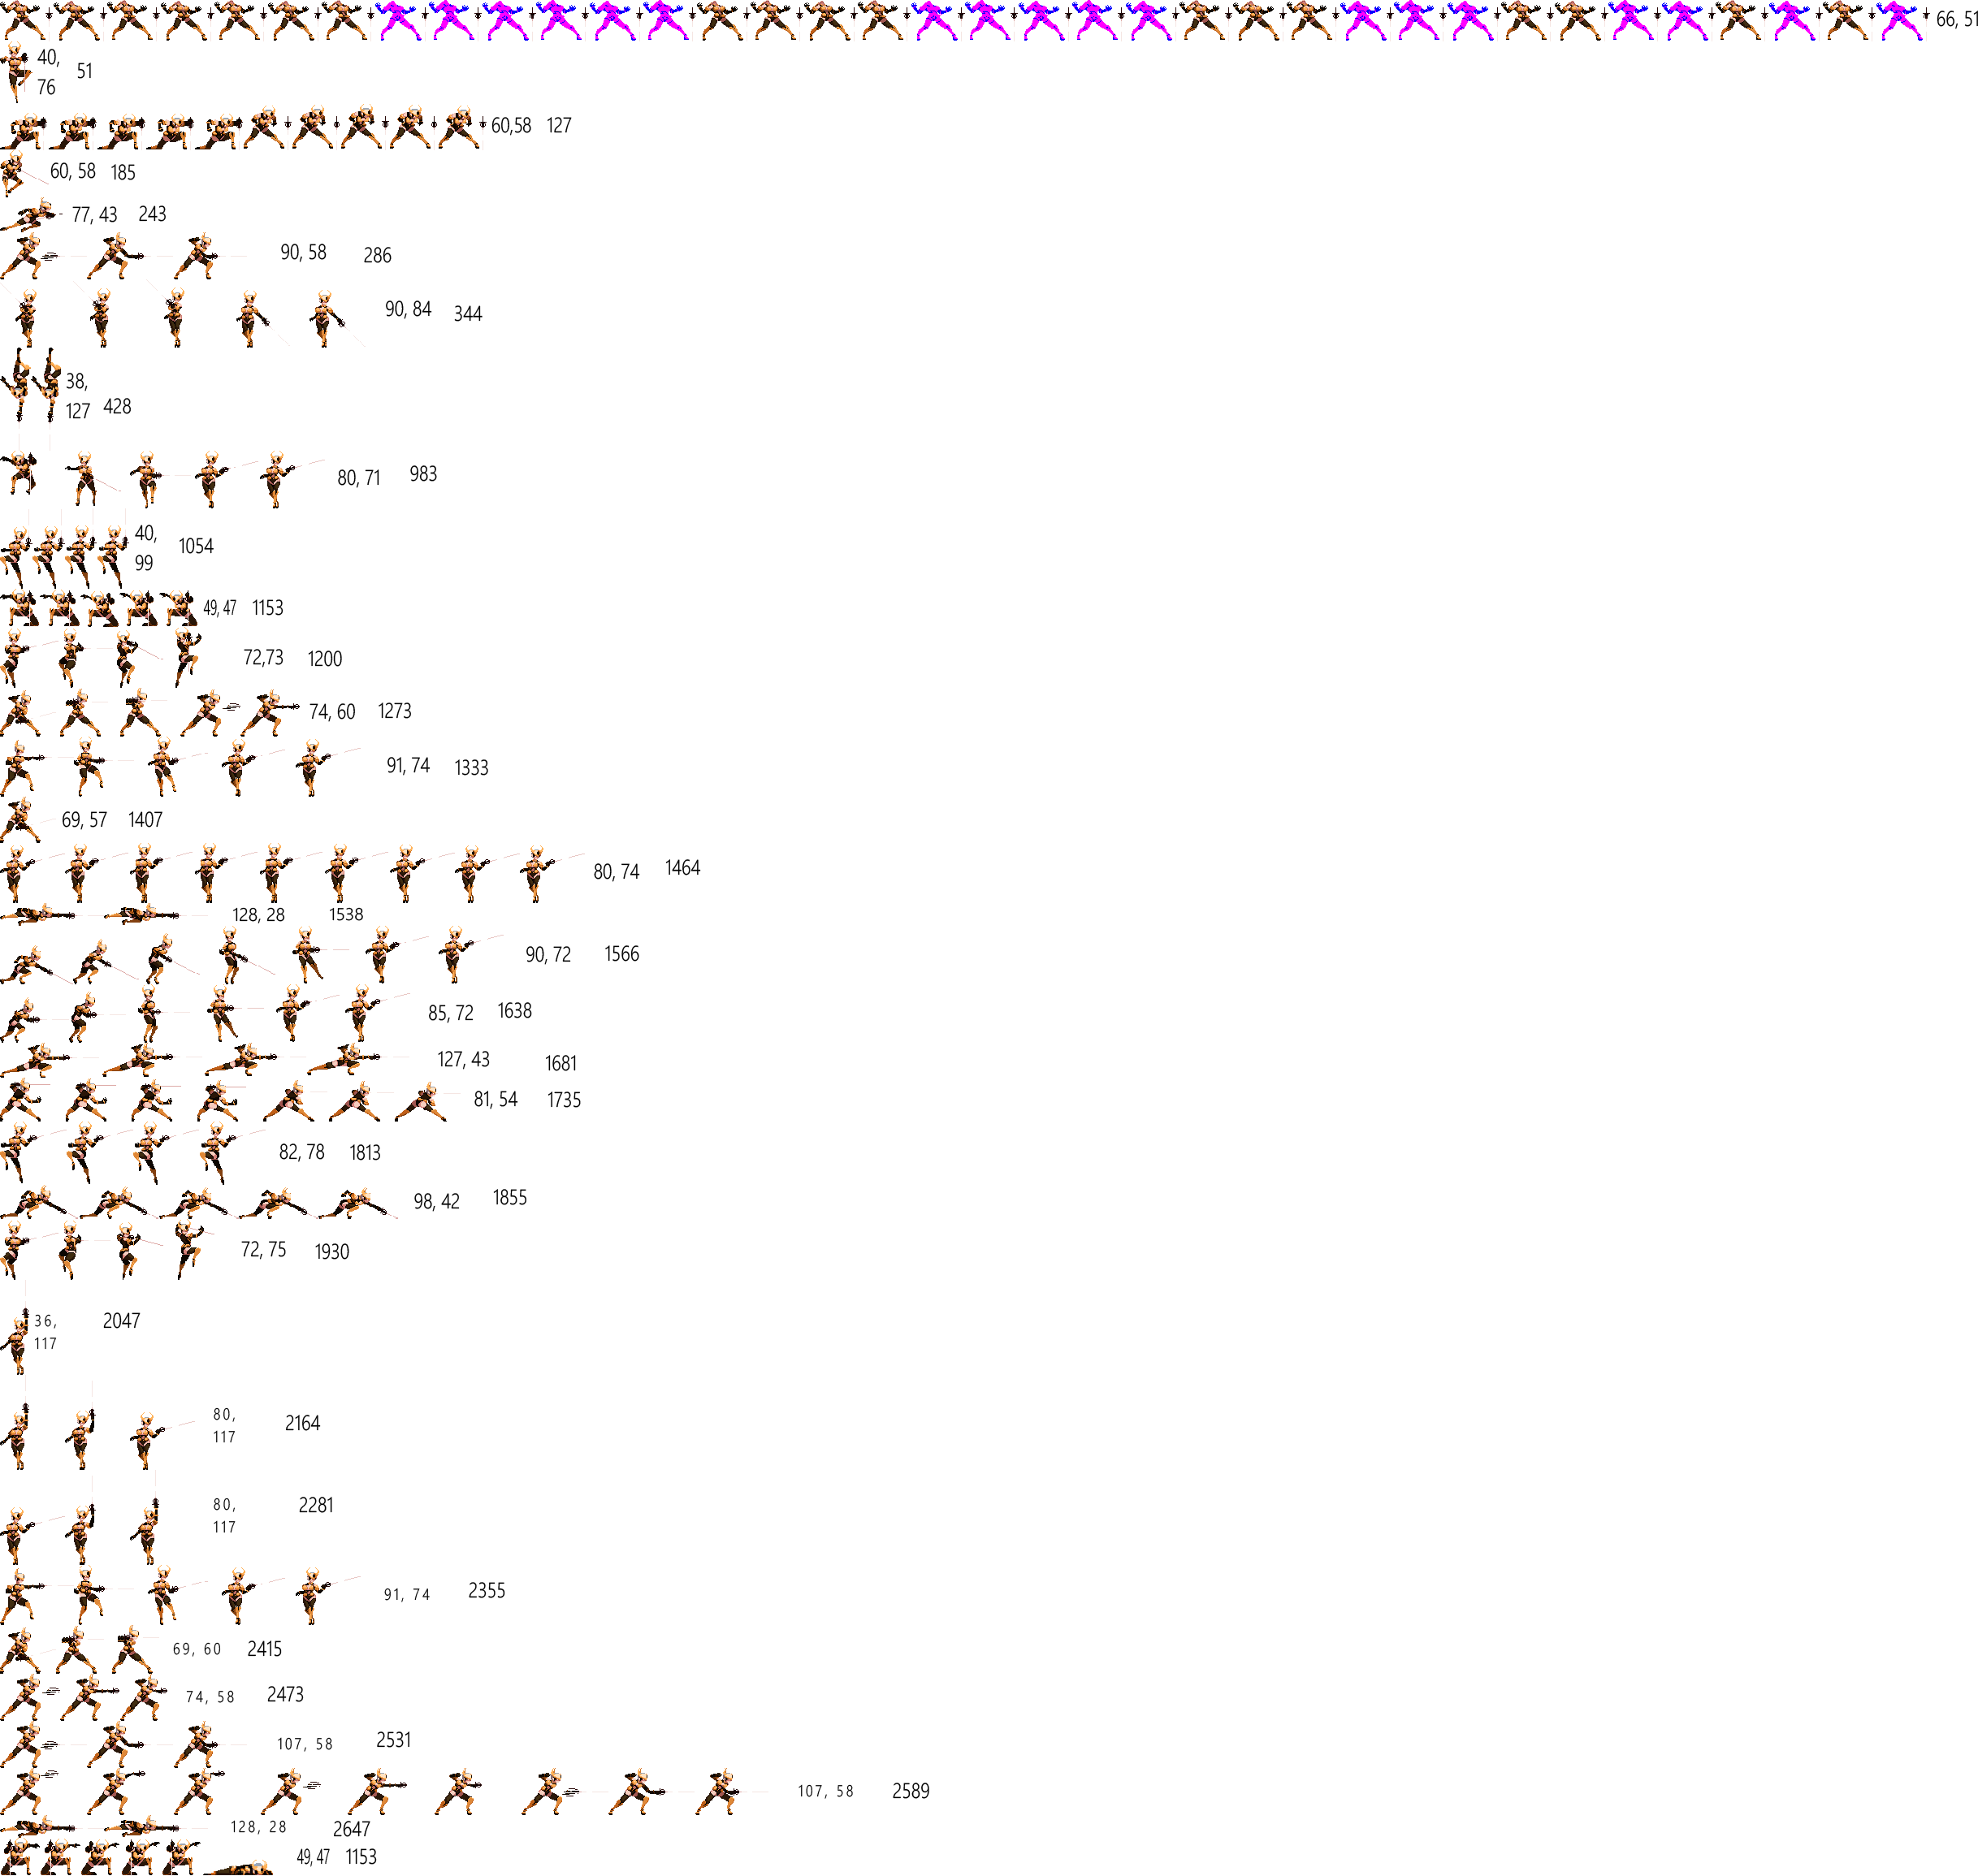 66, 51
40,
76 51
60,58 127
60, 58 185
77, 43 243
90, 58 286
90, 84 344
38,
127 428
80, 71 983
40,
99 1054
49, 47 1153
72,73 1200
74, 60 1273
91, 74 1333
69, 57 1407
80, 74 1464
128, 28 1538
90, 72 1566
85, 72 1638
127, 43 1681
81, 54 1735
82, 78 1813
98, 42 1855
72, 75 1930
36,
117 2047
80,
117 2164
80,
117 2281
91, 74 2355
69, 60 2415
74, 58 2473
107, 58 2531
107, 58 2589
128, 28 2647
49, 47 1153